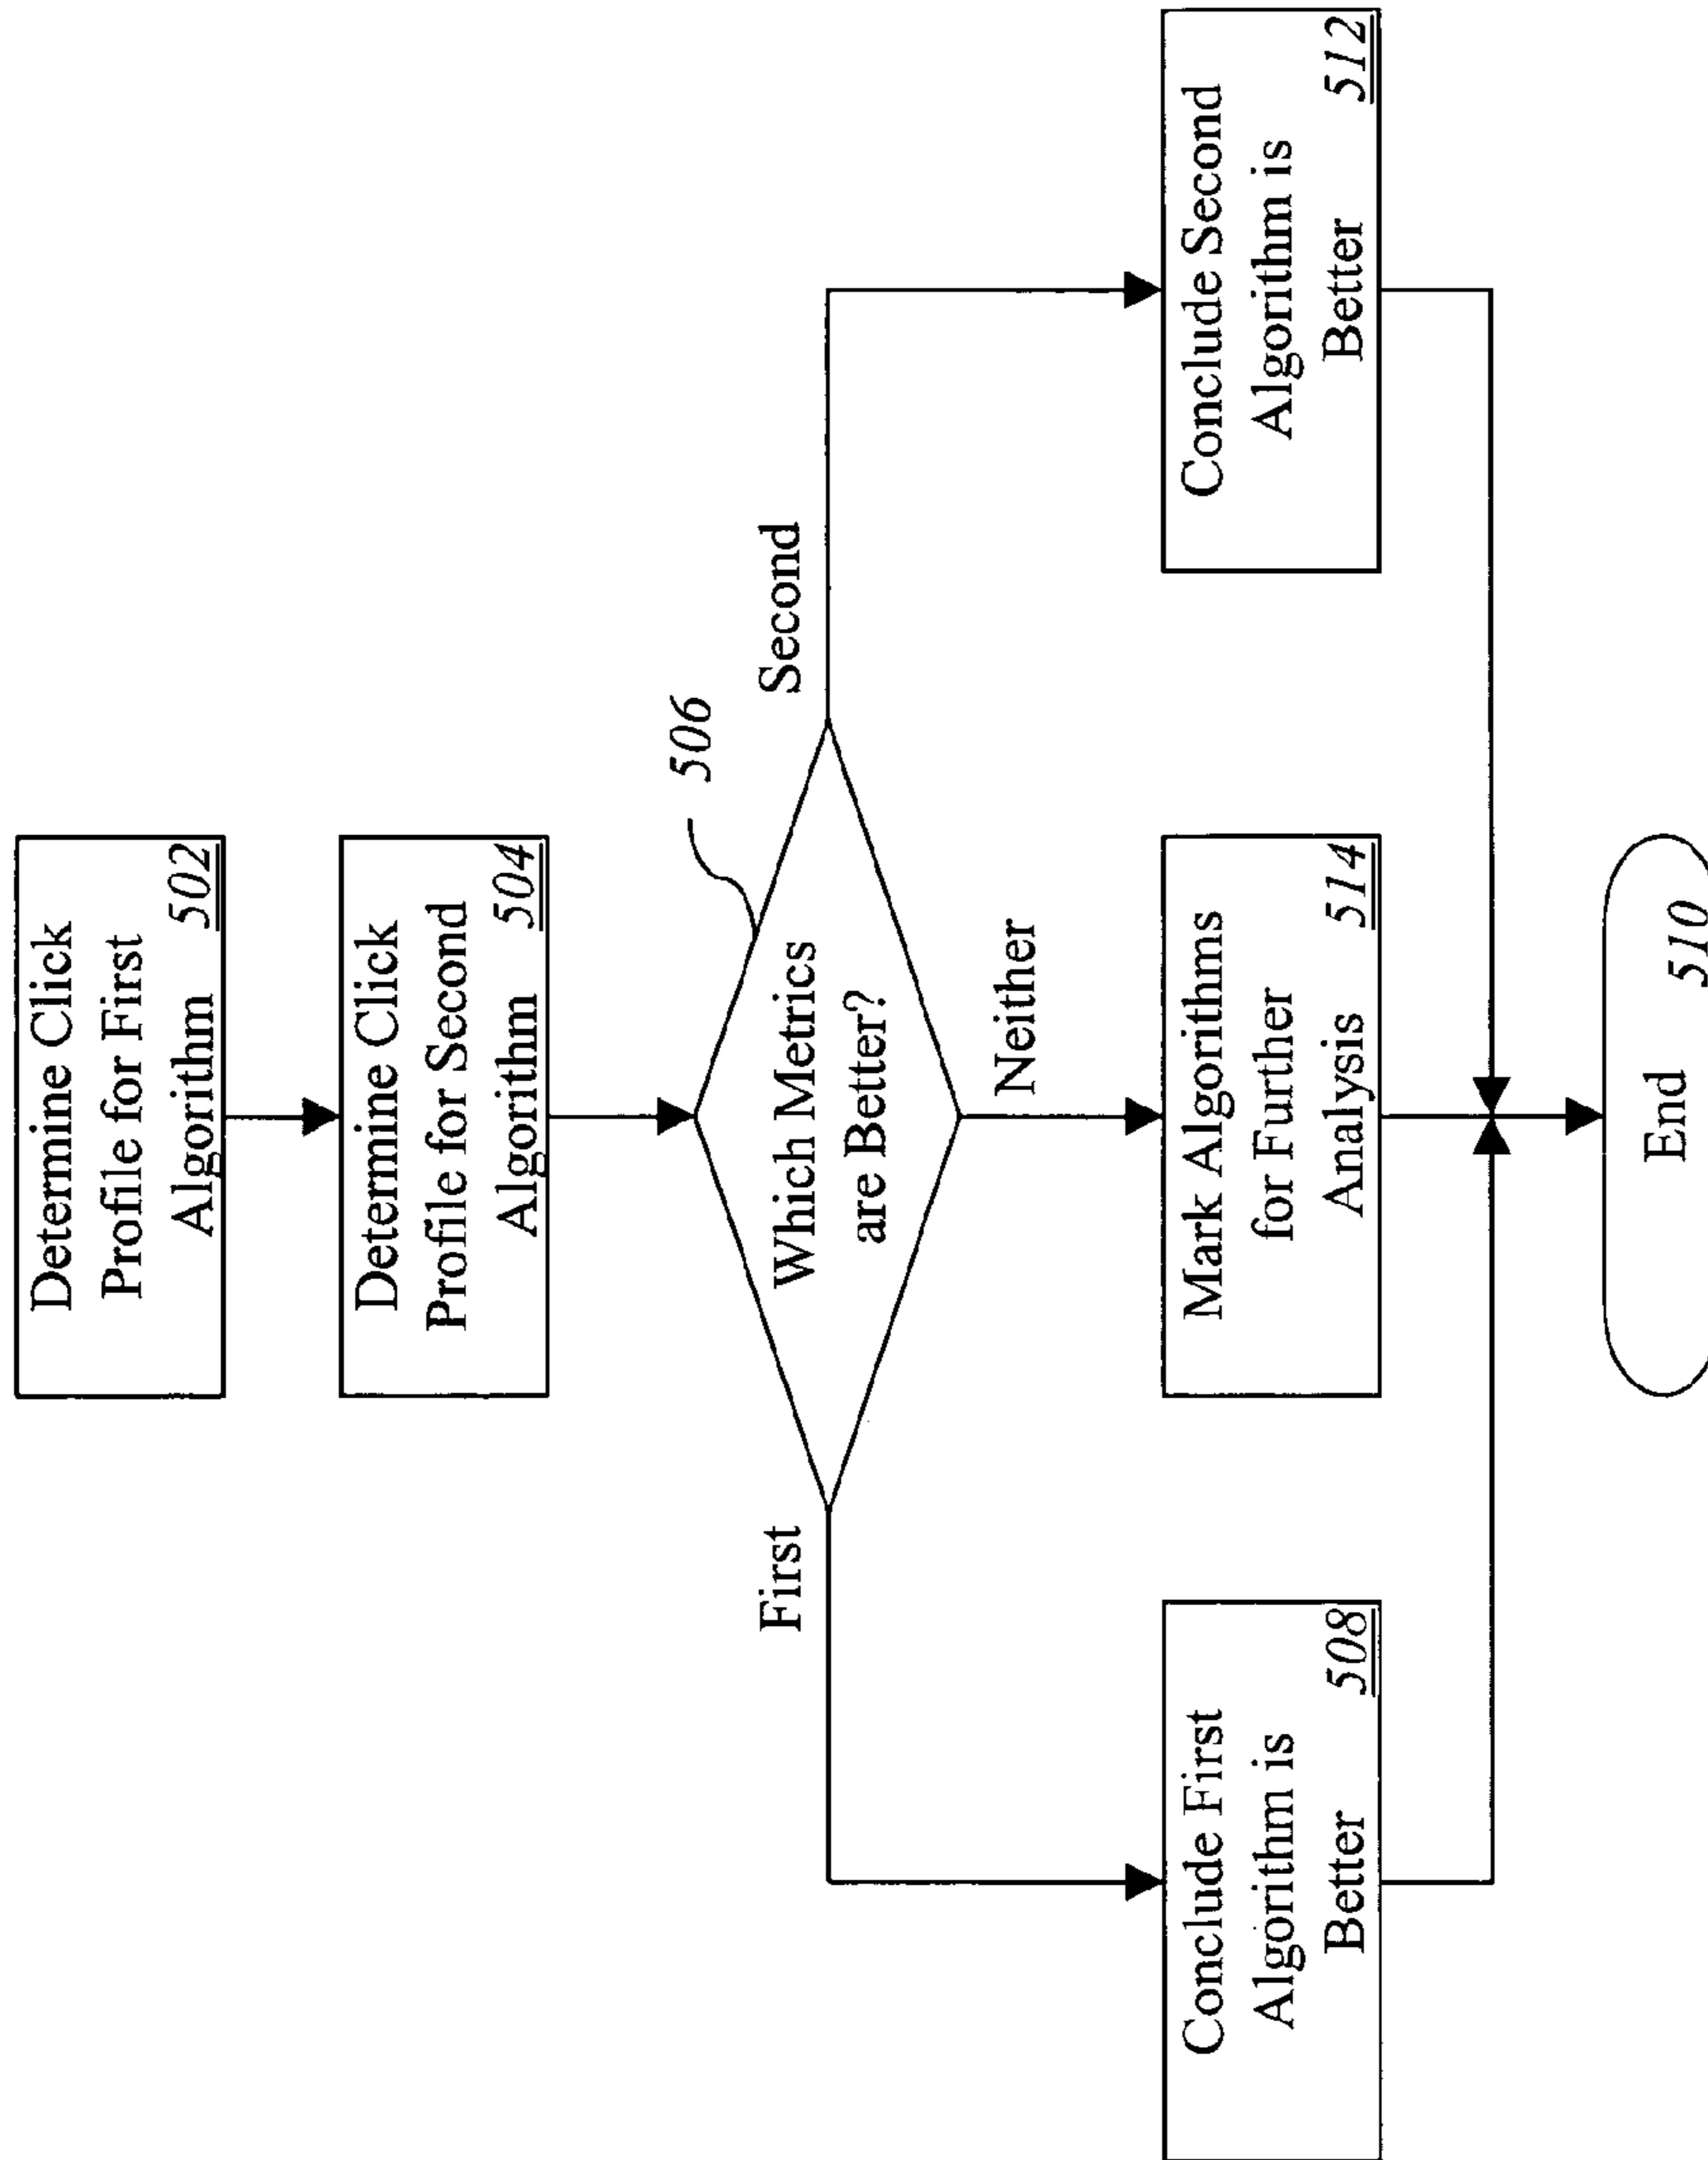 Determine Click
Profile for First
Algorithm 502
Determine Click
Profile for Second
Algorithm 504
506
Which Metrics
are Better?
First
Second
Neither
Conclude First
Algorithm is
Better 508
Mark Algorithms
for Further
Analysis 514
Conclude Second
Algorithm is
Better 512
End 510